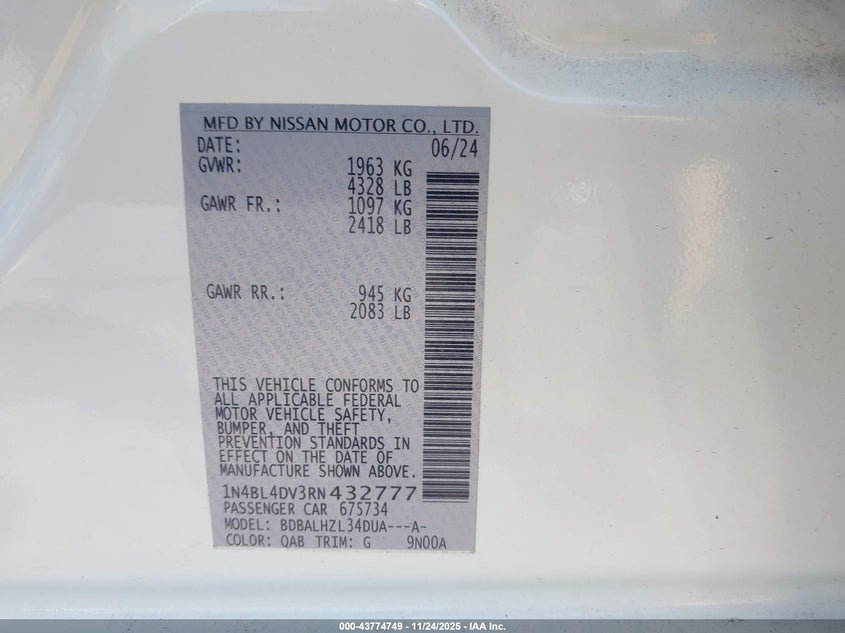 MFD BY NISSAN MOTOR CO., LTD.
DATE: 06/24
GVWR: 1963 KG
4328 LB
GAWR FR.: 1097 KG
2418 LB
GAWR RR.: 945 KG
2083 LB
THIS VEHICLE CONFORMS TO
ALL APPLICABLE FEDERAL
MOTOR VEHICLE SAFETY,
BUMPER, AND THEFT
PREVENTION STANDARDS IN
EFFECT ON THE DATE OF
MANUFACTURE SHOWN ABOVE.
1N4BL4DV3RN432777
PASSENGER CAR 675734
MODEL: BDBALHZL34DUA---A-
COLOR: QAB TRIM: G 9N00A
000-43774749 - 11/24/2025 - IAA Inc.